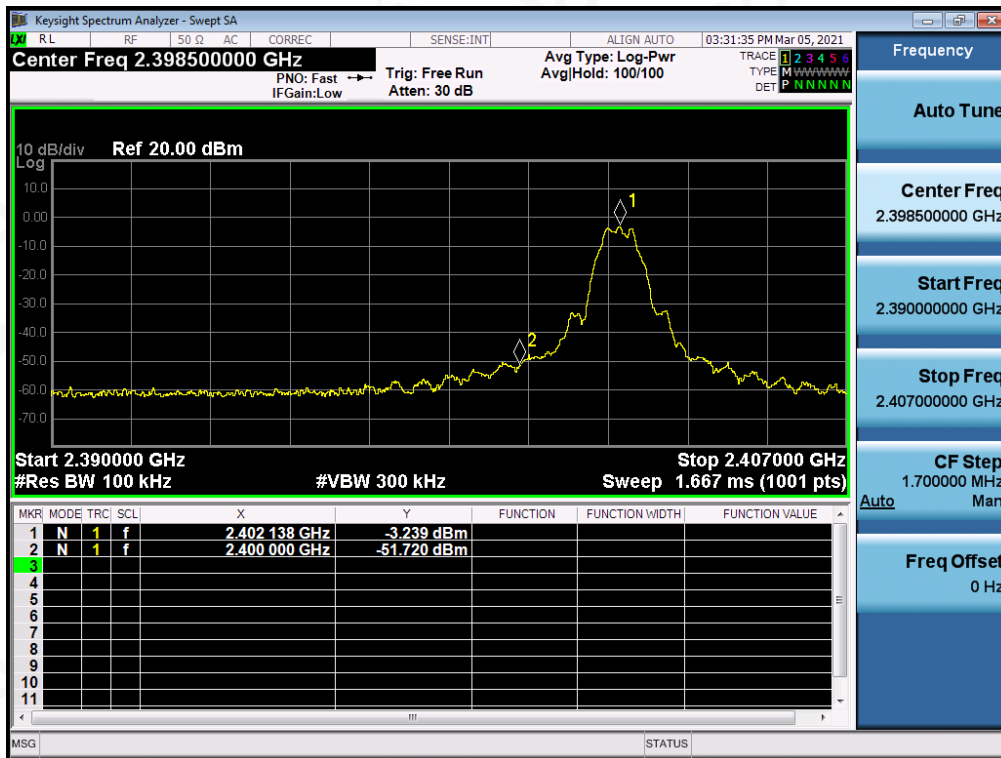 Keysight Spectrum Analyzer - Swept SA
LXI RL RF 50 Ω AC CORREC SENSE:INT ALIGN AUTO 03:31:35 PM Mar 05, 2021
Center Freq 2.398500000 GHz
PNO: Fast
IFGain:Low
Trig: Free Run
Atten: 30 dB
Avg Type: Log-Pwr
Avg|Hold: 100/100
TRACE 1 2 3 4 5 6
TYPE M WWWWW
DET P N N N N N
10 dB/div Ref 20.00 dBm
Log
10.0
0.00
-10.0
-20.0
-30.0
-40.0
-50.0
-60.0
-70.0
1
2
Start 2.390000 GHz Stop 2.407000 GHz
#Res BW 100 kHz #VBW 300 kHz Sweep 1.667 ms (1001 pts)
MKR MODE TRC SCL X Y FUNCTION FUNCTION WIDTH FUNCTION VALUE
1 N 1 f 2.402 138 GHz -3.239 dBm
2 N 1 f 2.400 000 GHz -51.720 dBm
3
4
5
6
7
8
9
10
11
MSG STATUS
Frequency
Auto Tune
Center Freq
2.398500000 GHz
Start Freq
2.390000000 GHz
Stop Freq
2.407000000 GHz
CF Step
1.700000 MHz
Auto Man
Freq Offset
0 Hz